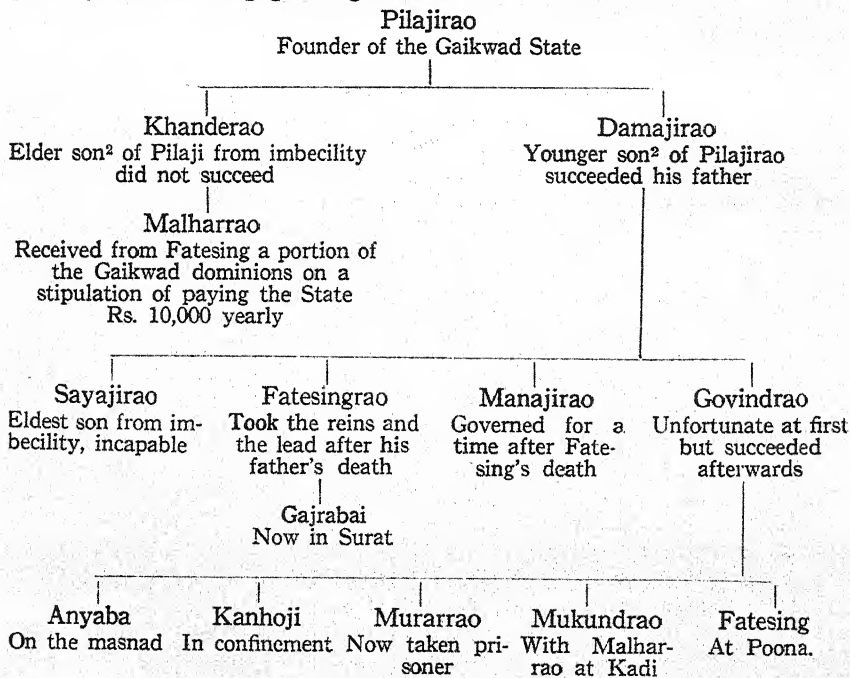 Pilajirao
Founder of the Gaikwad State
Khanderao
Elder son² of Pilaji from imbecility
did not succeed
Damajirao
Younger son² of Pilajirao
succeeded his father
Malharrao
Received from Fatesing a portion of
the Gaikwad dominions on a
stipulation of paying the State
Rs. 10,000 yearly
Sayajirao
Eldest son from im-
becility, incapable
Fatesingrao
Took the reins and
the lead after his
father's death
Manajirao
Governed for a
time after Fate-
sing's death
Govindrao
Unfortunate at first
but succeeded
afterwards
Gajrabai
Now in Surat
Anyaba
On the masnad
Kanhoji
In confinement
Murarrao
Now taken pri-
soner
Mukundrao
With Malhar-
rao at Kadi
Fatesing
At Poona.